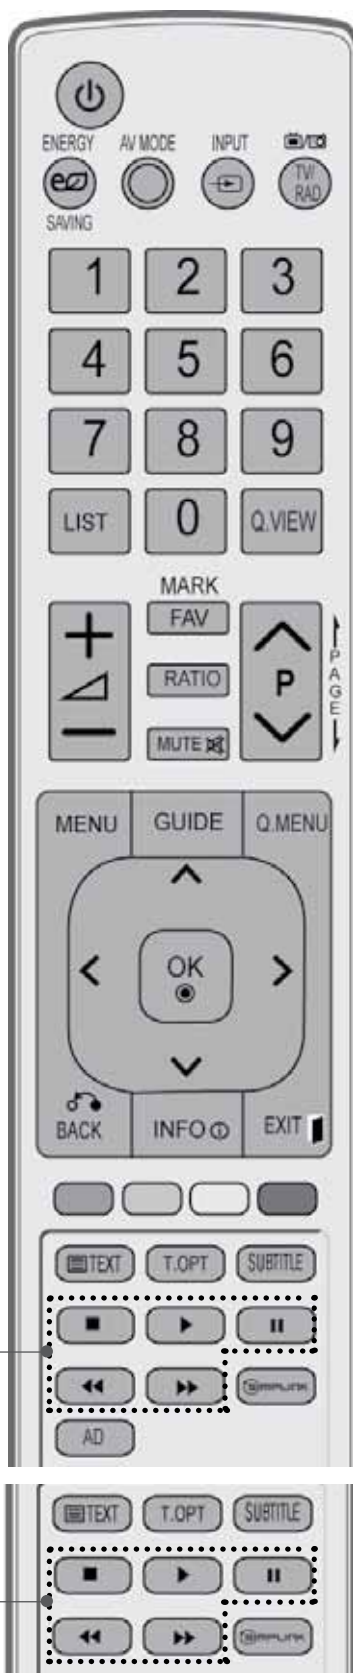 ENERGY AV MODE INPUT
TV/
RAD
SAVING
1 2 3
4 5 6
7 8 9
LIST 0 Q.VIEW
MARK
FAV
RATIO
P
PAGE
MUTE
MENU GUIDE Q.MENU
OK
BACK INFO EXIT
TEXT T.OPT SUBTITLE
SIMPLINK
AD
TEXT T.OPT SUBTITLE
SIMPLINK